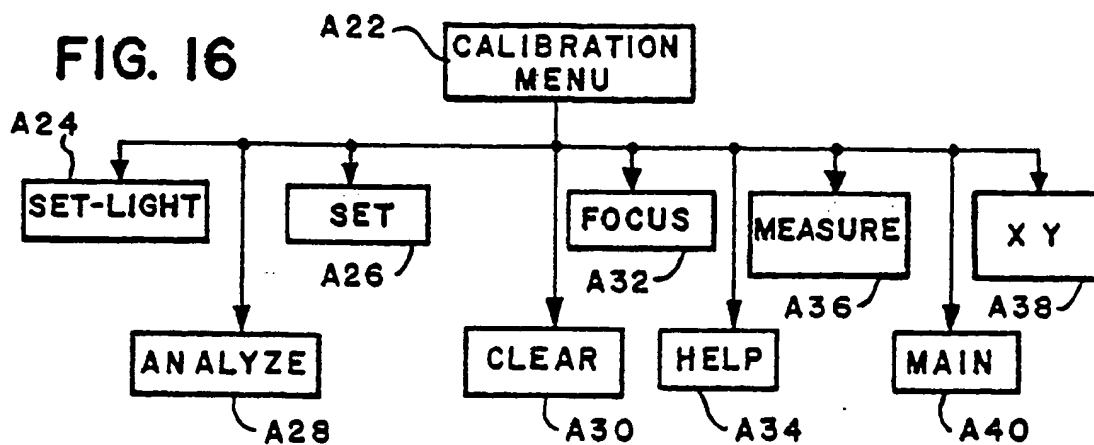 FIG. 16
A22
CALIBRATION
MENU
A24
SET-LIGHT
SET
A26
FOCUS
A32
MEASURE
A36
X Y
A38
ANALYZE
A28
CLEAR
A30
HELP
A34
MAIN
A40